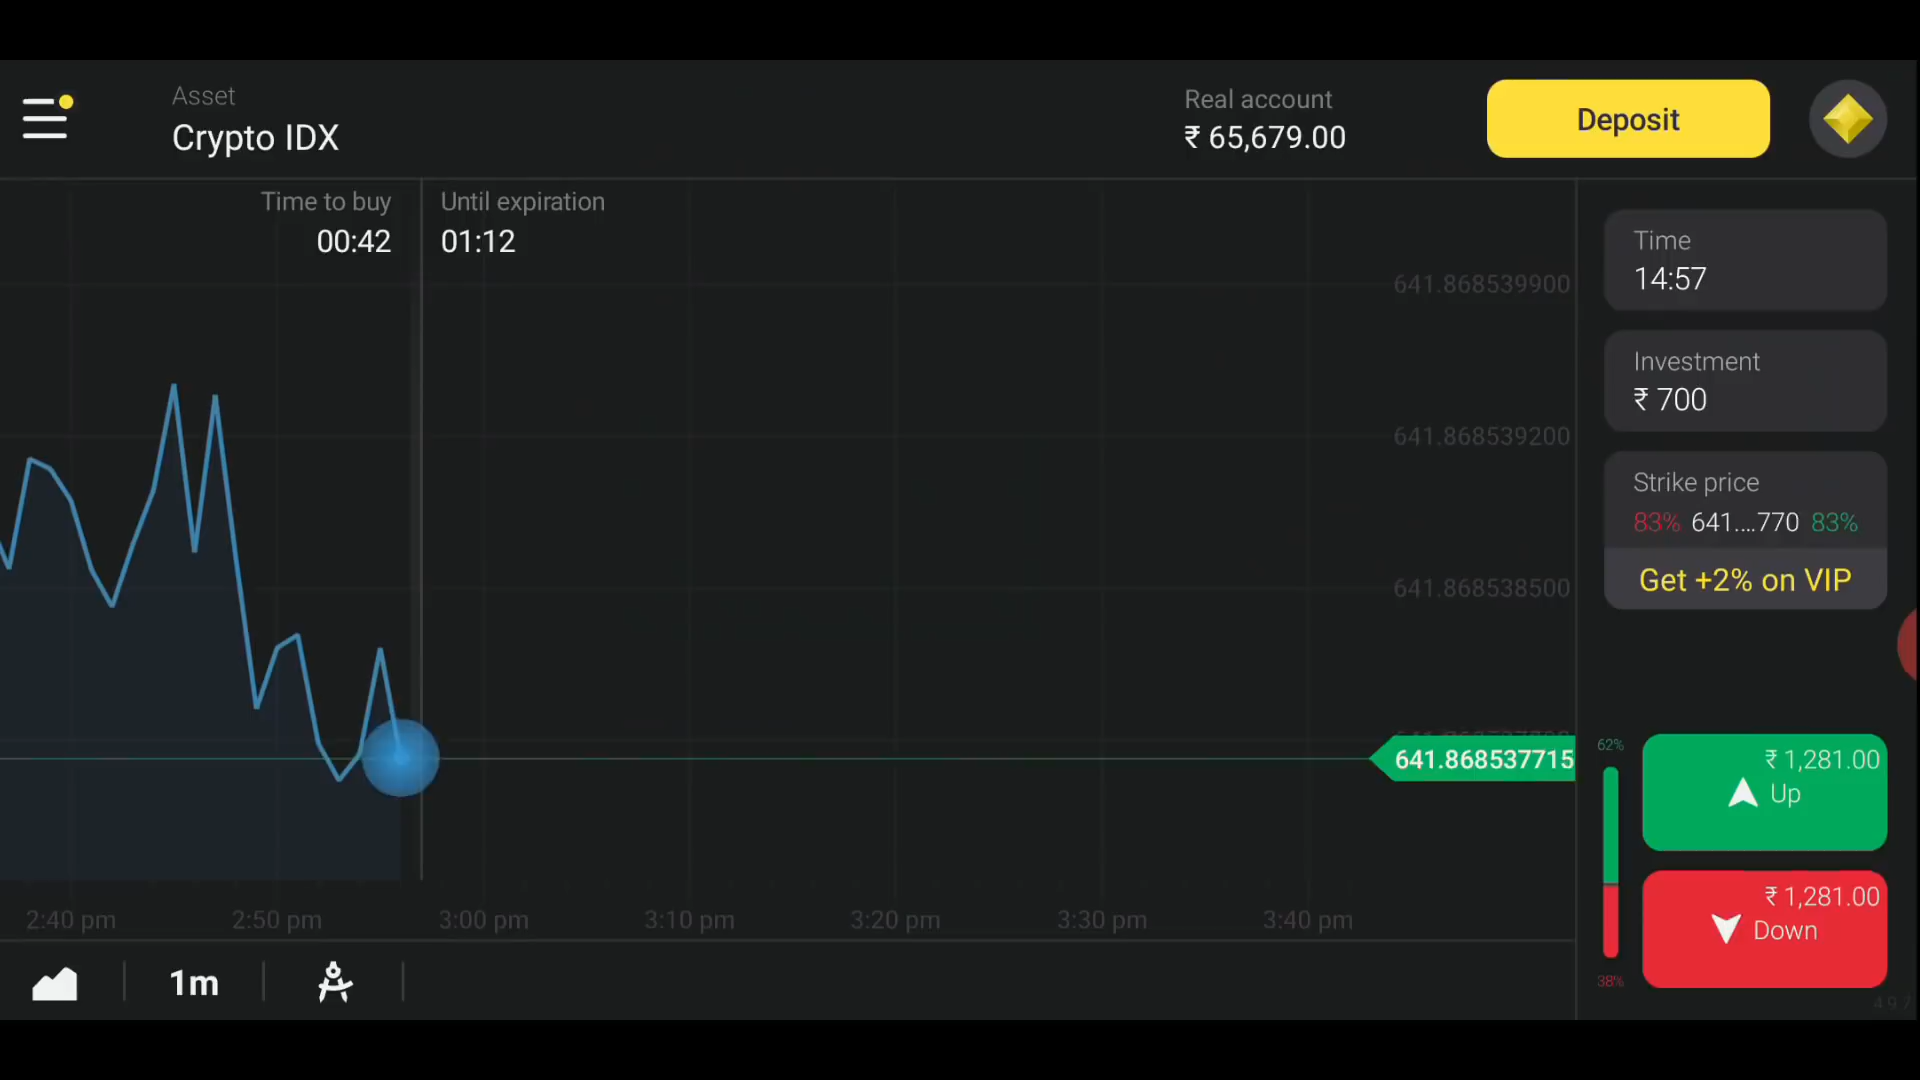 Asset
Crypto IDX
Real account
₹ 65,679.00
Deposit
Time to buy
00:42
Until expiration
01:12
641.868539900
641.868539200
641.868538500
641.868537715
2:40 pm
2:50 pm
3:00 pm
3:10 pm
3:20 pm
3:30 pm
3:40 pm
1m
Time
14:57
Investment
₹ 700
Strike price
83% 641....770 83%
Get +2% on VIP
62%
₹ 1,281.00
Up
₹ 1,281.00
Down
38%